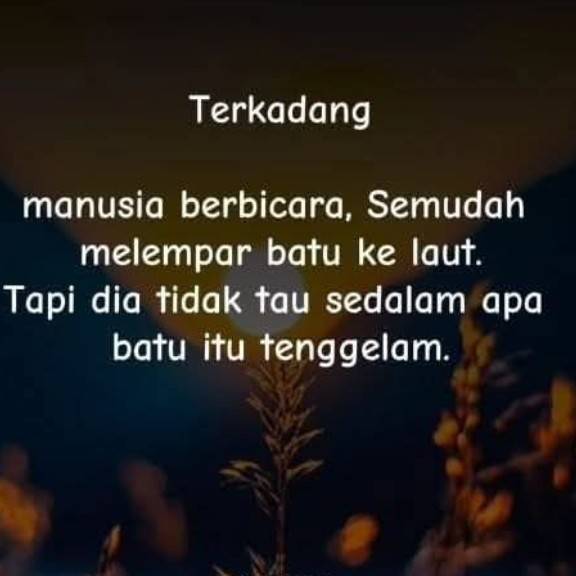 Terkadang
manusia berbicara, Semudah
melempar batu ke laut.
Tapi dia tidak tau sedalam apa
batu itu tenggelam.